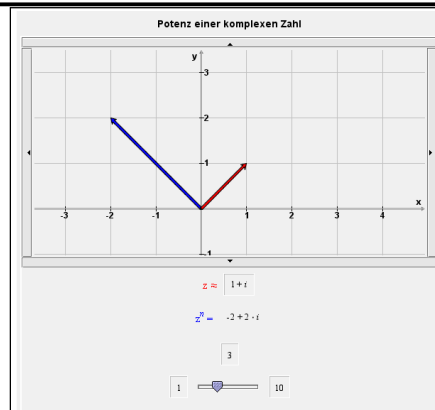 Potenz einer komplexen Zahl
y
3
2
1
x
-3 -2 -1 1 2 3 4
-1
z = 1 + i
zⁿ = -2 + 2 · i
3
1 10